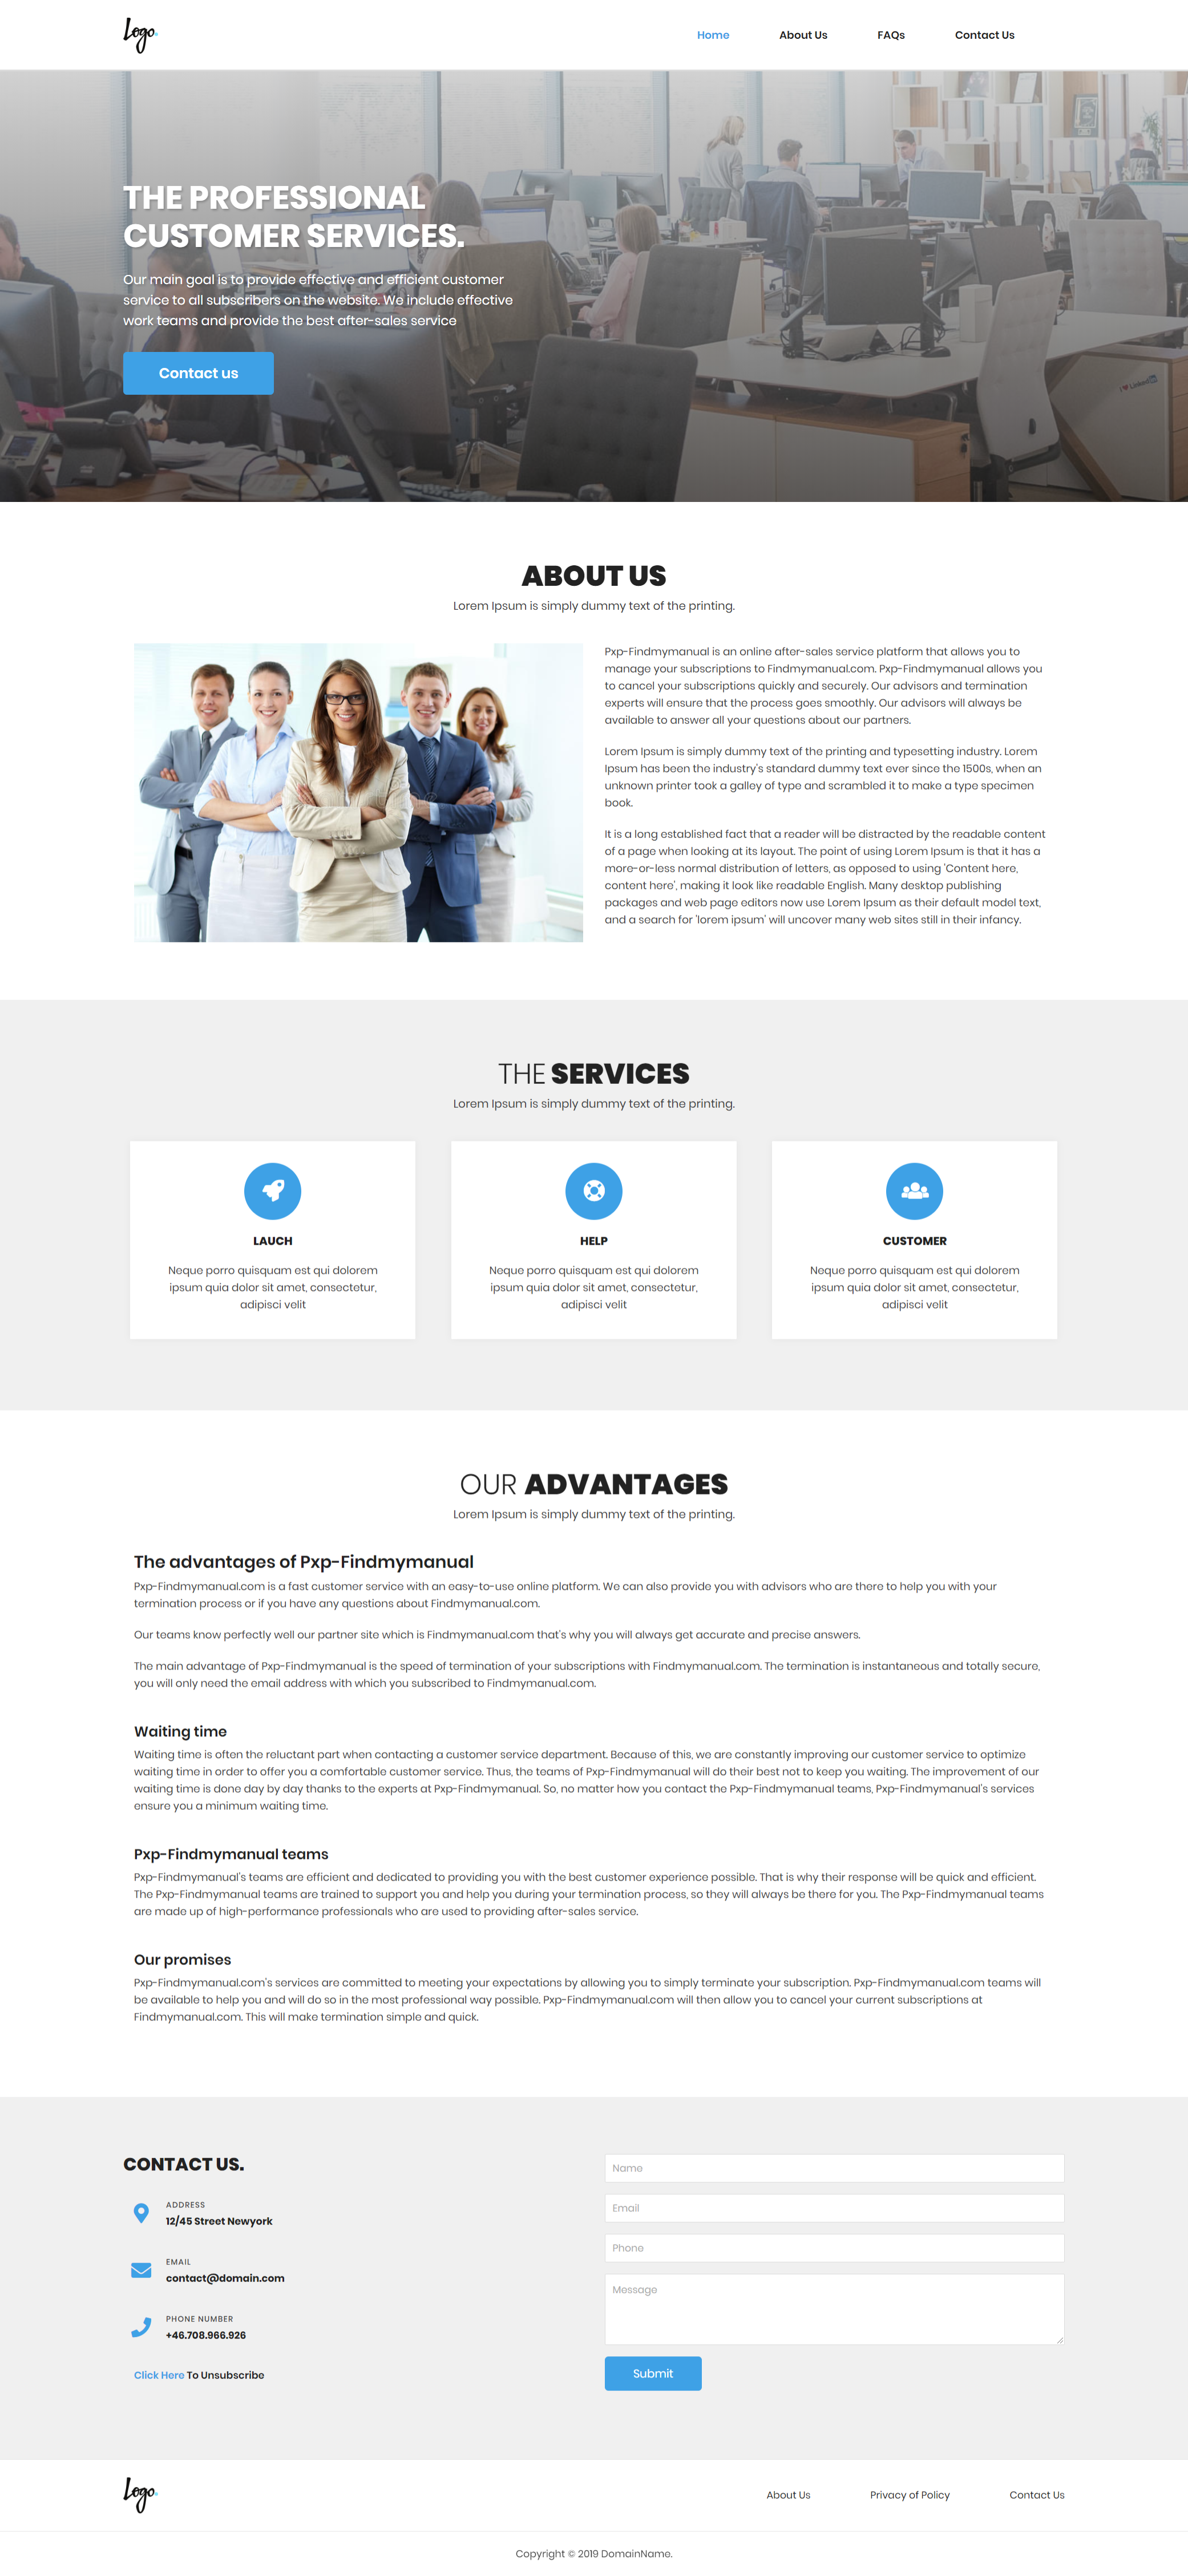 Logo.
Home
About Us
FAQs
Contact Us
THE PROFESSIONAL
CUSTOMER SERVICES.
Our main goal is to provide effective and efficient customer
service to all subscribers on the website. We include effective
work teams and provide the best after-sales service
Contact us
ABOUT US
Lorem Ipsum is simply dummy text of the printing.
Pxp-Findmymanual is an online after-sales service platform that allows you to
manage your subscriptions to Findmymanual.com. Pxp-Findmymanual allows you
to cancel your subscriptions quickly and securely. Our advisors and termination
experts will ensure that the process goes smoothly. Our advisors will always be
available to answer all your questions about our partners.
Lorem Ipsum is simply dummy text of the printing and typesetting industry. Lorem
Ipsum has been the industry's standard dummy text ever since the 1500s, when an
unknown printer took a galley of type and scrambled it to make a type specimen
book.
It is a long established fact that a reader will be distracted by the readable content
of a page when looking at its layout. The point of using Lorem Ipsum is that it has a
more-or-less normal distribution of letters, as opposed to using 'Content here,
content here', making it look like readable English. Many desktop publishing
packages and web page editors now use Lorem Ipsum as their default model text,
and a search for 'lorem ipsum' will uncover many web sites still in their infancy.
THE SERVICES
Lorem Ipsum is simply dummy text of the printing.
LAUCH
Neque porro quisquam est qui dolorem
ipsum quia dolor sit amet, consectetur,
adipisci velit
HELP
Neque porro quisquam est qui dolorem
ipsum quia dolor sit amet, consectetur,
adipisci velit
CUSTOMER
Neque porro quisquam est qui dolorem
ipsum quia dolor sit amet, consectetur,
adipisci velit
OUR ADVANTAGES
Lorem Ipsum is simply dummy text of the printing.
The advantages of Pxp-Findmymanual
Pxp-Findmymanual.com is a fast customer service with an easy-to-use online platform. We can also provide you with advisors who are there to help you with your
termination process or if you have any questions about Findmymanual.com.
Our teams know perfectly well our partner site which is Findmymanual.com that's why you will always get accurate and precise answers.
The main advantage of Pxp-Findmymanual is the speed of termination of your subscriptions with Findmymanual.com. The termination is instantaneous and totally secure,
you will only need the email address with which you subscribed to Findmymanual.com.
Waiting time
Waiting time is often the reluctant part when contacting a customer service department. Because of this, we are constantly improving our customer service to optimize
waiting time in order to offer you a comfortable customer service. Thus, the teams of Pxp-Findmymanual will do their best not to keep you waiting. The improvement of our
waiting time is done day by day thanks to the experts at Pxp-Findmymanual. So, no matter how you contact the Pxp-Findmymanual teams, Pxp-Findmymanual's services
ensure you a minimum waiting time.
Pxp-Findmymanual teams
Pxp-Findmymanual's teams are efficient and dedicated to providing you with the best customer experience possible. That is why their response will be quick and efficient.
The Pxp-Findmymanual teams are trained to support you and help you during your termination process, so they will always be there for you. The Pxp-Findmymanual teams
are made up of high-performance professionals who are used to providing after-sales service.
Our promises
Pxp-Findmymanual.com's services are committed to meeting your expectations by allowing you to simply terminate your subscription. Pxp-Findmymanual.com teams will
be available to help you and will do so in the most professional way possible. Pxp-Findmymanual.com will then allow you to cancel your current subscriptions at
Findmymanual.com. This will make termination simple and quick.
CONTACT US.
ADDRESS
12/45 Street Newyork
EMAIL
contact@domain.com
PHONE NUMBER
+46.708.966.926
Click Here To Unsubscribe
Name
Email
Phone
Message
Submit
Logo.
About Us
Privacy of Policy
Contact Us
Copyright © 2019 DomainName.